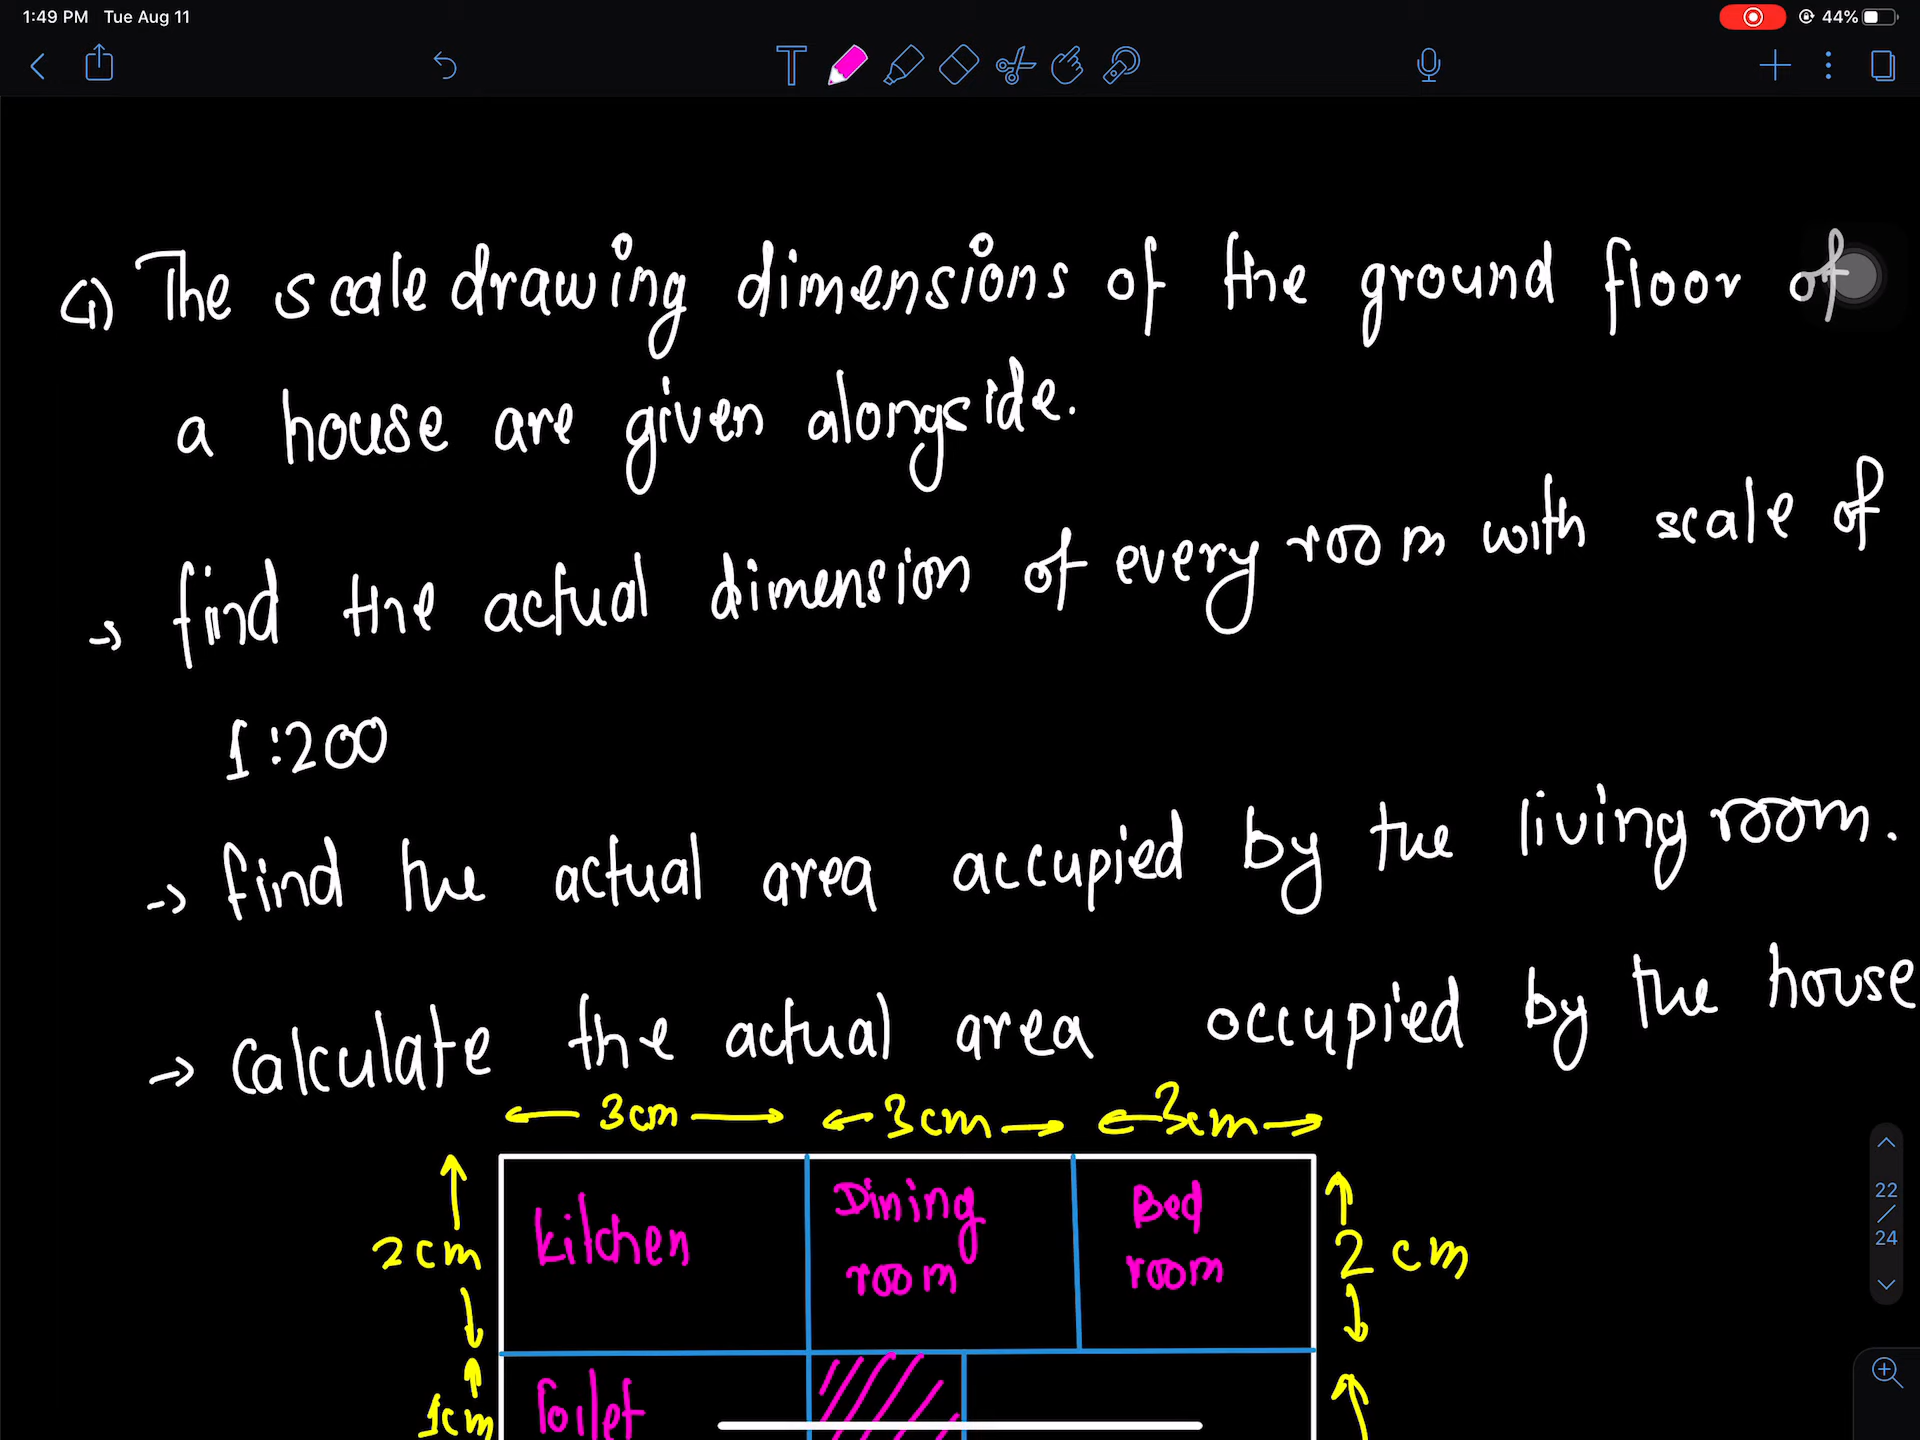 1:49 PM Tue Aug 11
44%
T
1) The scale drawing dimensions of the ground floor of
a house are given alongside.
→ find the actual dimension of every room with scale of
1:200
→ find the actual area accupied by the living room.
→ calculate the actual area occupied by the house
3cm 3cm 3cm
2cm kitchen Dining room Bed room 2 cm
1cm Toilet
22
/
24